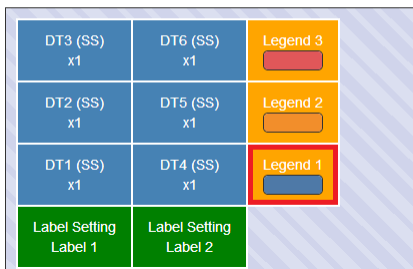 DT3 (SS)
x1
DT6 (SS)
x1
Legend 3
DT2 (SS)
x1
DT5 (SS)
x1
Legend 2
DT1 (SS)
x1
DT4 (SS)
x1
Legend 1
Label Setting
Label 1
Label Setting
Label 2